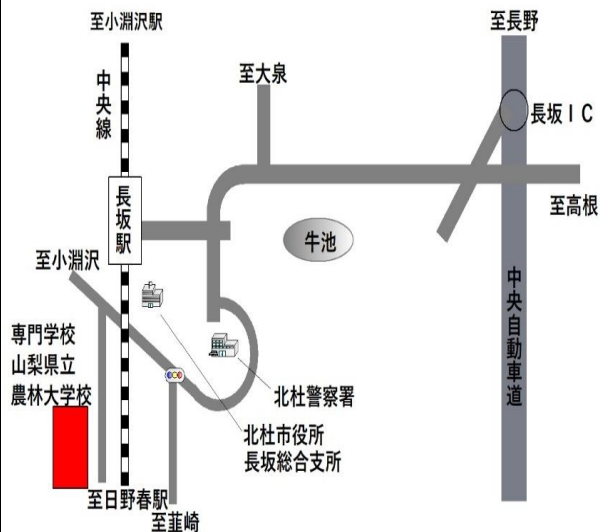 至小淵沢駅
至長野
中央線
至大泉
長坂IC
長坂駅
至高根
牛池
至小淵沢
中央自動車道
専門学校
山梨県立
農林大学校
北杜警察署
北杜市役所
長坂総合支所
至日野春駅
至韮崎